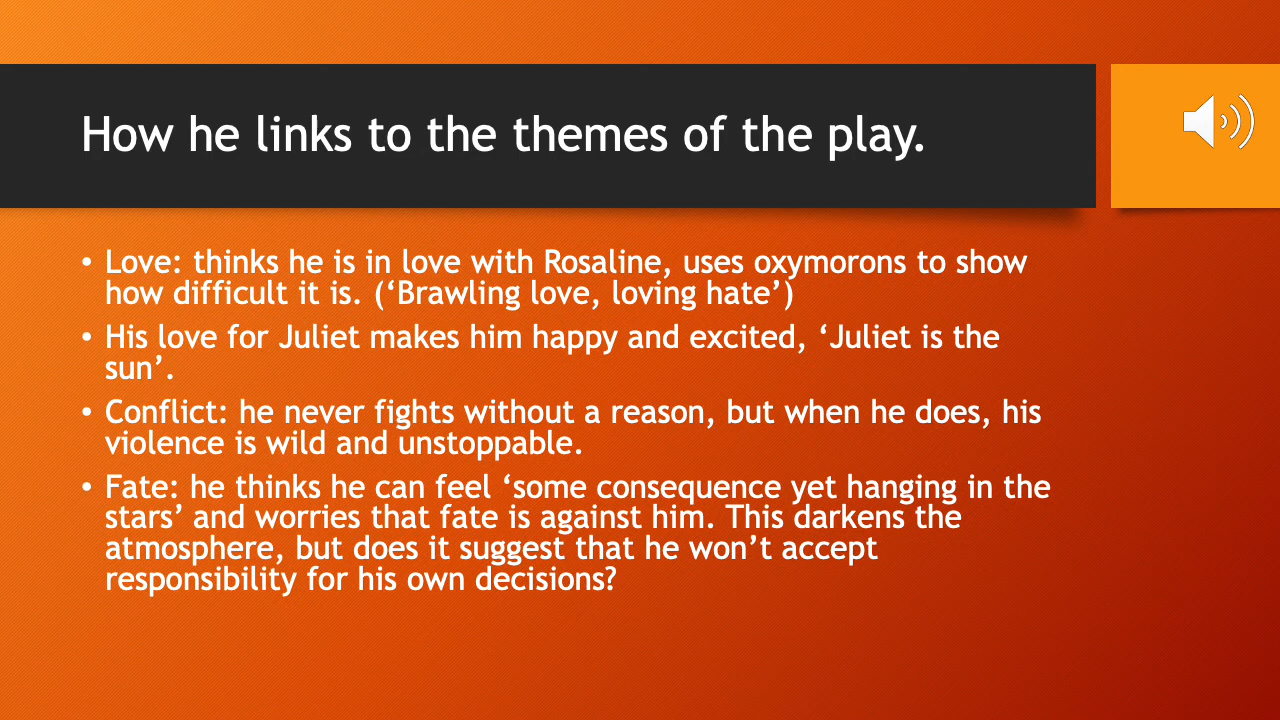 How he links to the themes of the play.
• Love: thinks he is in love with Rosaline, uses oxymorons to show
how difficult it is. (‘Brawling love, loving hate’)
• His love for Juliet makes him happy and excited, ‘Juliet is the
sun’.
• Conflict: he never fights without a reason, but when he does, his
violence is wild and unstoppable.
• Fate: he thinks he can feel ‘some consequence yet hanging in the
stars’ and worries that fate is against him. This darkens the
atmosphere, but does it suggest that he won’t accept
responsibility for his own decisions?